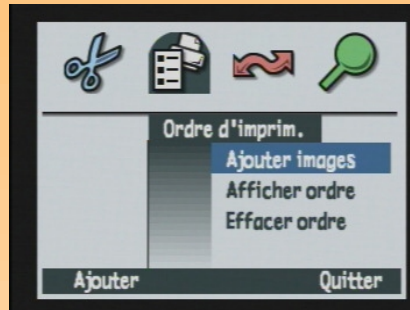 Ordre d'imprim.
Ajouter images
Afficher ordre
Effacer ordre
Ajouter Quitter